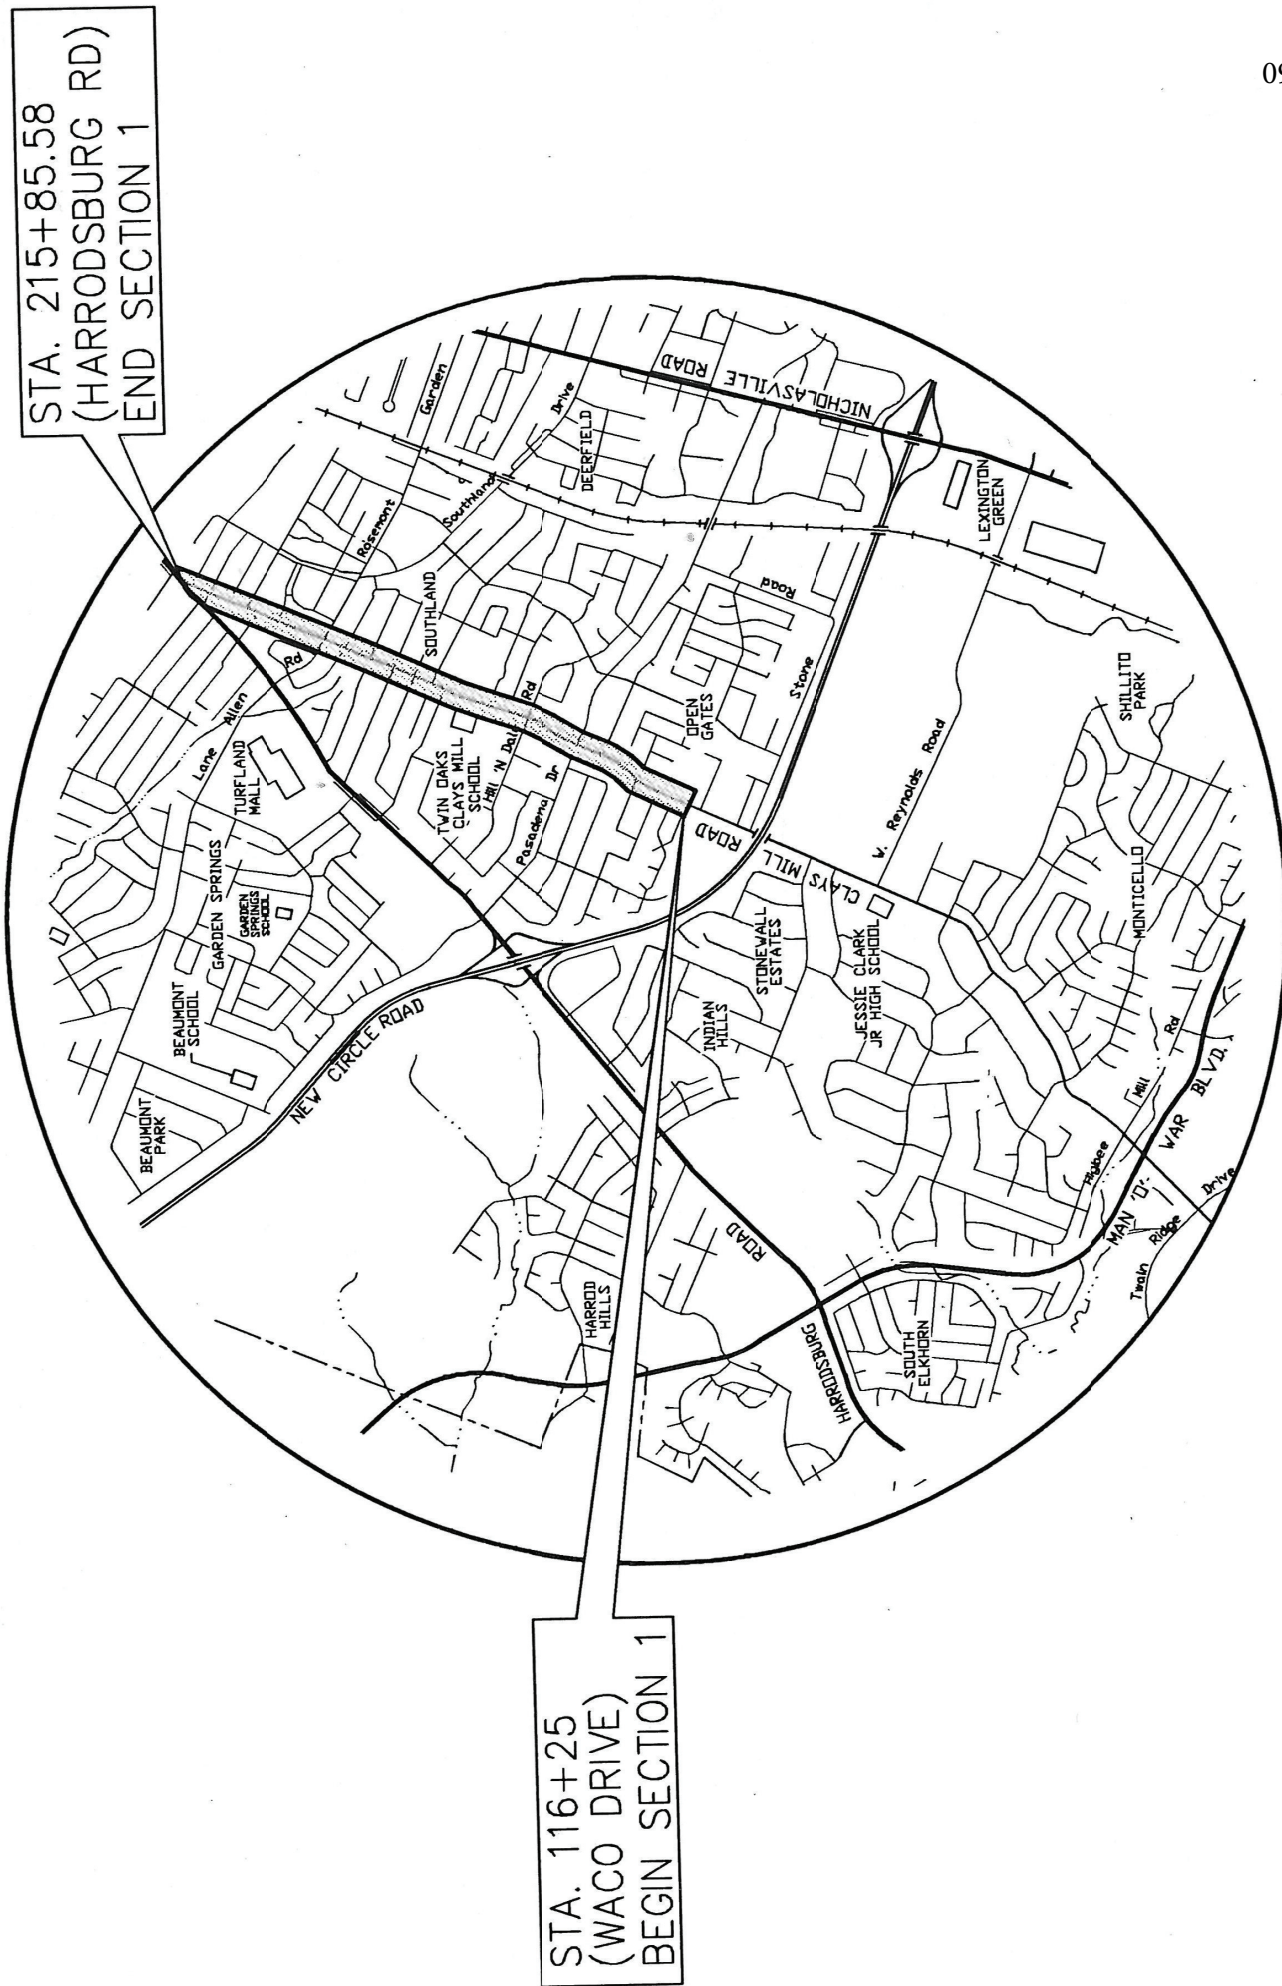 09
STA. 215+85.58
(HARRODSBURG RD)
END SECTION 1
STA. 116+25
(WACO DRIVE)
BEGIN SECTION 1
BEAUMONT
PARK
BEAUMONT
SCHOOL
GARDEN SPRINGS
GARDEN
SPRINGS
SCHOOL
TURFLAND
MALL
Lane Allen Rd
NEW CIRCLE ROAD
Rosemont
Garden
Southland Drive
SOUTHLAND
DEERFIELD
NICHOLASVILLE ROAD
TWIN OAKS
CLAYS MILL
SCHOOL
Hill 'N Dale Rd
Pasadena Dr
OPEN
GATES
Stone Road
LEXINGTON
GREEN
HARROD
HILLS
INDIAN
HILLS
STONEWALL
ESTATES
CLAYS MILL ROAD
JESSIE CLARK
JR HIGH SCHOOL
W. Reynolds Road
SHILLITO
PARK
MONTICELLO
HARRODSBURG ROAD
SOUTH
ELKHORN
Higbee Mill Rd
MAN 'O' WAR BLVD.
Twain Ridge Drive